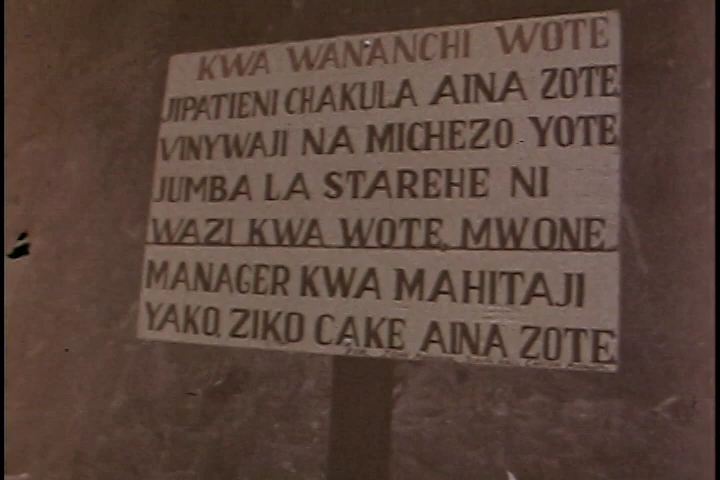 KWA WANANCHI WOTE
JIPATIENI CHAKULA AINA ZOTE
VINYWAJI NA MICHEZO YOTE
JUMBA LA STAREHE NI
WAZI KWA WOTE, MWONE
MANAGER KWA MAHITAJI
YAKO. ZIKO CAKE AINA ZOTE